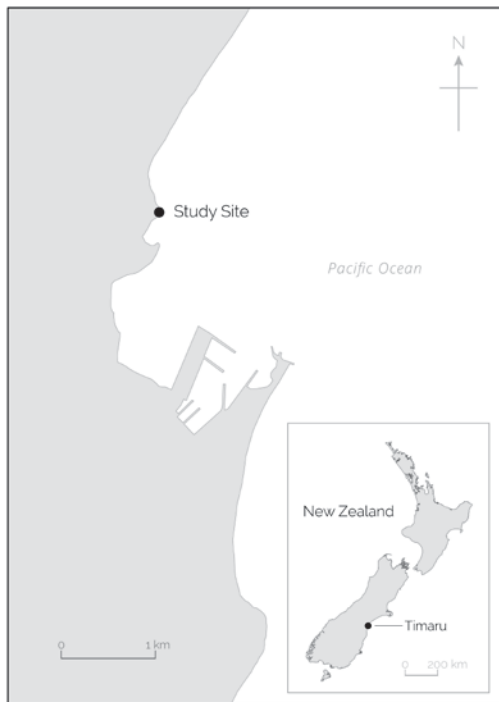 N
Study Site
Pacific Ocean
New Zealand
Timaru
0 1 km
0 200 km